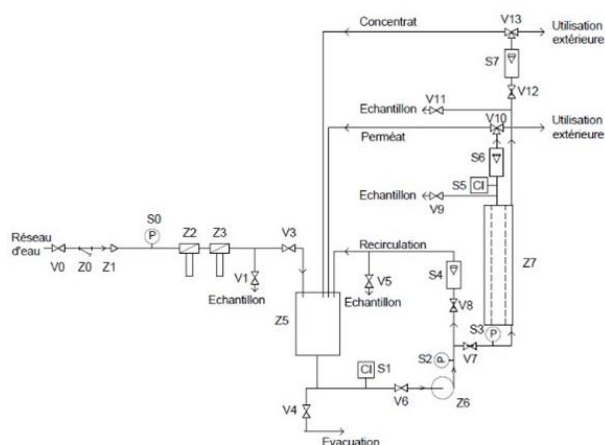 Concentrat
V13
Utilisation
extérieure
S7
V12
V11
Echantillon
V10
Perméat
Utilisation
extérieure
S6
S5
CI
Echantillon
V9
S0
P
Z2
Z3
V3
Réseau
d'eau
V0
Z0
Z1
V1
Echantillon
Recirculation
S4
V5
Echantillon
V8
Z7
Z5
S3
P
S2
P
V7
CI
S1
V6
Z6
V4
Evacuation